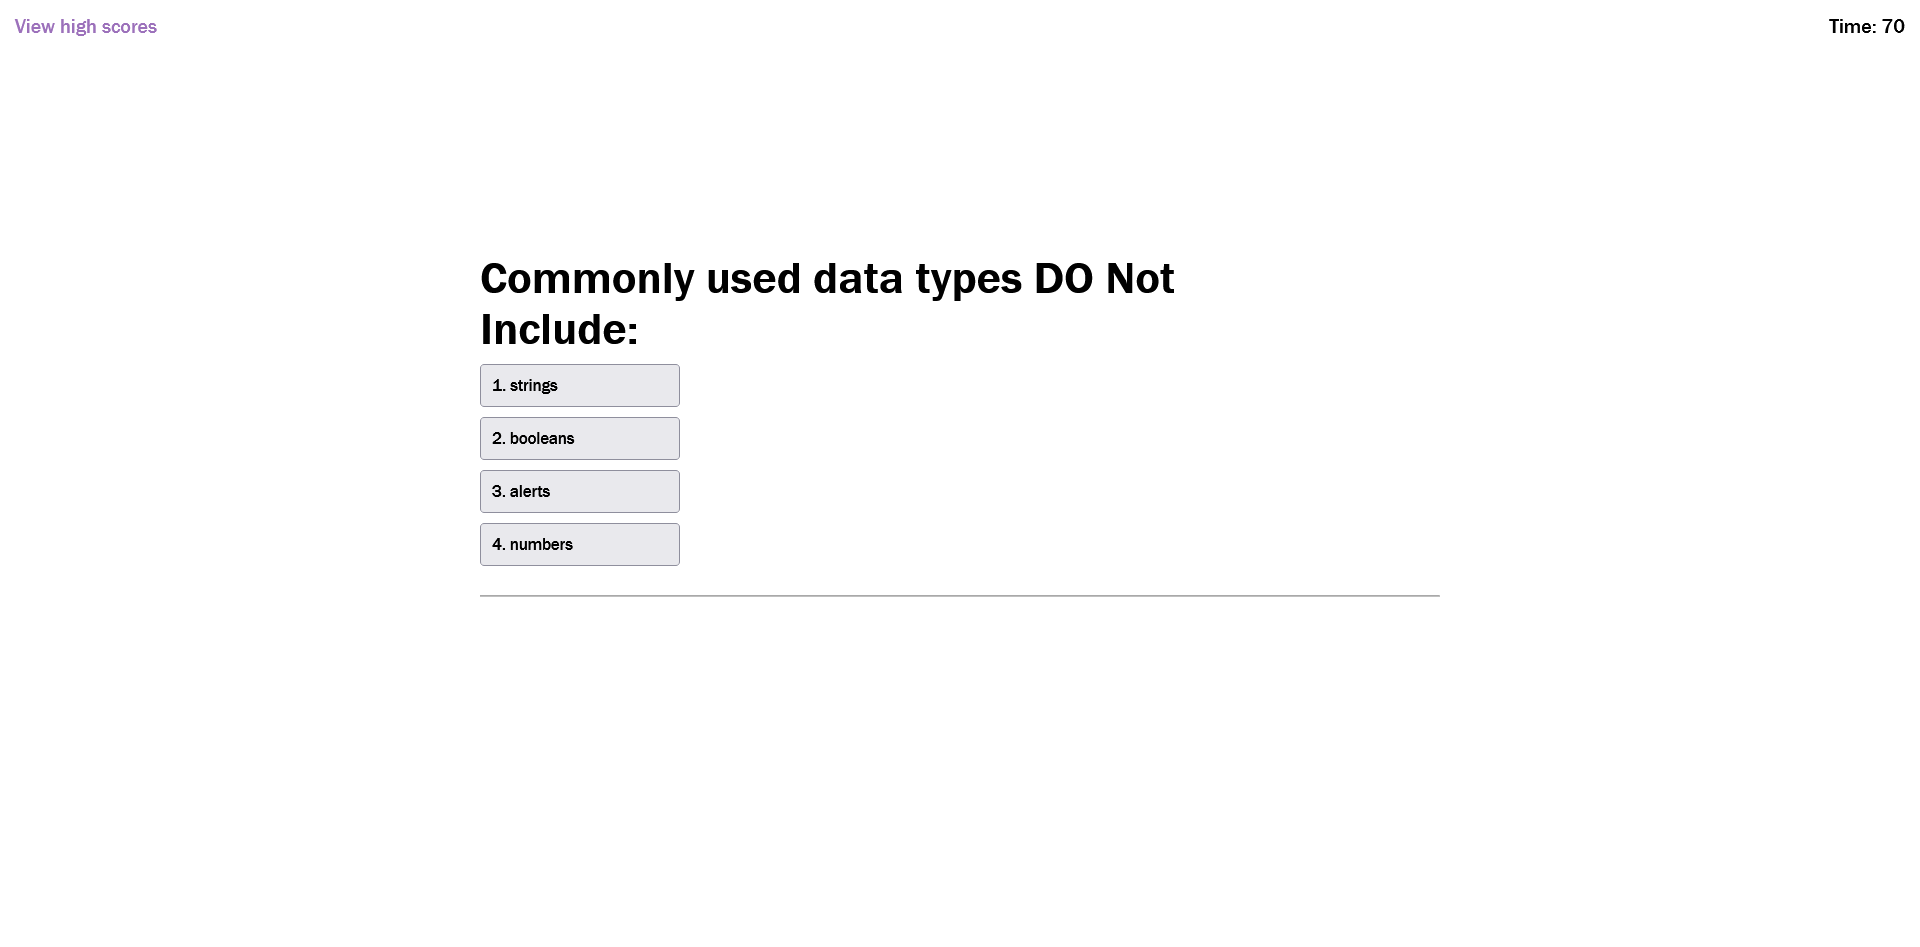 View high scores
Time: 70
Commonly used data types DO Not
Include:
1. strings
2. booleans
3. alerts
4. numbers